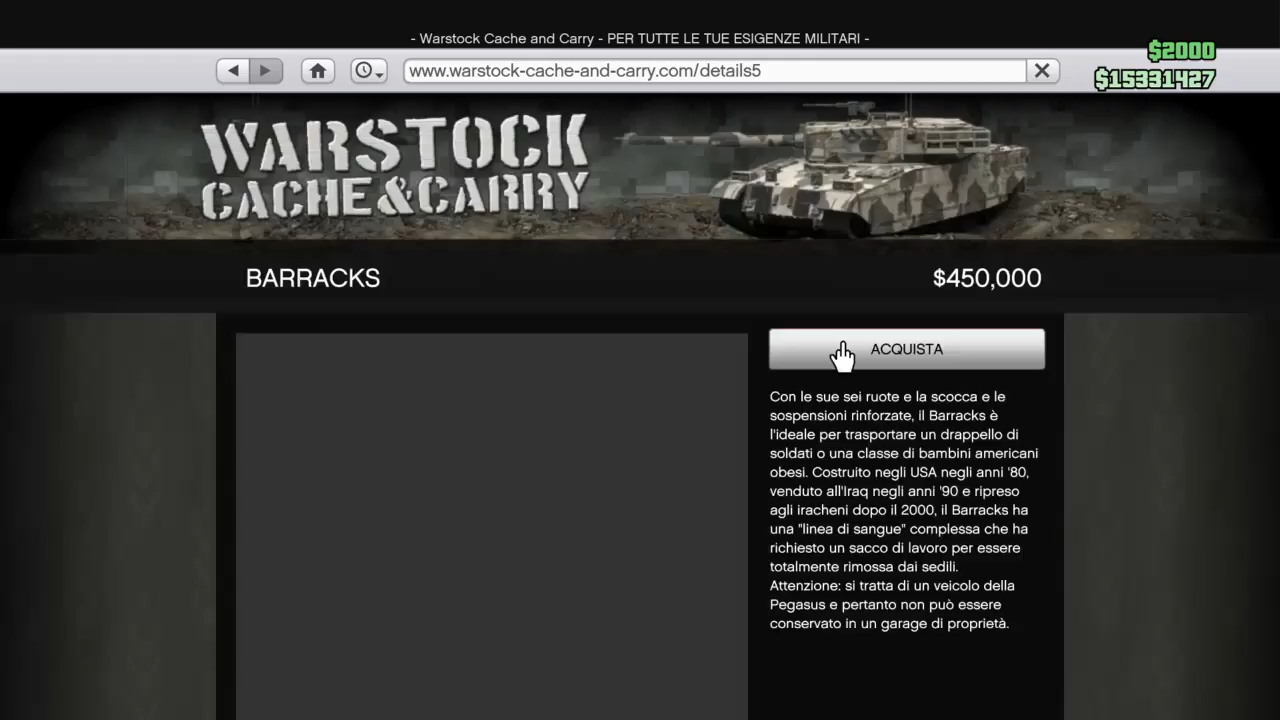 - Warstock Cache and Carry - PER TUTTE LE TUE ESIGENZE MILITARI -
$2000
www.warstock-cache-and-carry.com/details5
$15331427
WARSTOCK
CACHE&CARRY
BARRACKS
$450,000
ACQUISTA
Con le sue sei ruote e la scocca e le
sospensioni rinforzate, il Barracks è
l'ideale per trasportare un drappello di
soldati o una classe di bambini americani
obesi. Costruito negli USA negli anni '80,
venduto all'Iraq negli anni '90 e ripreso
agli iracheni dopo il 2000, il Barracks ha
una "linea di sangue" complessa che ha
richiesto un sacco di lavoro per essere
totalmente rimossa dai sedili.
Attenzione: si tratta di un veicolo della
Pegasus e pertanto non può essere
conservato in un garage di proprietà.